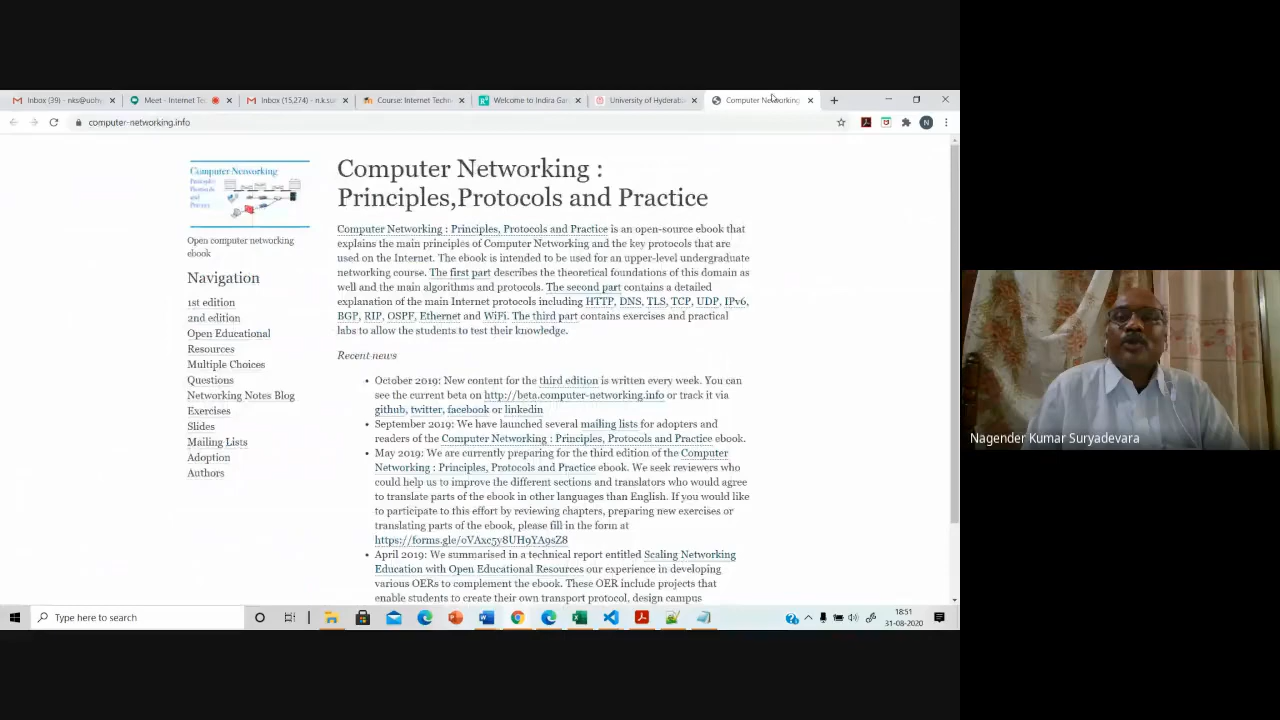 Inbox (39) - nks@uohy
Meet - Internet Te
Inbox (15,274) - n.k.su
Course: Internet Techn
Welcome to Indira Ga
University of Hyderaba
Computer Networking
computer-networking.info
Computer Networking
Principles,
Protocols
and
Practice
Open computer networking
ebook
Navigation
1st edition
2nd edition
Open Educational
Resources
Multiple Choices
Questions
Networking Notes Blog
Exercises
Slides
Mailing Lists
Adoption
Authors
Computer Networking :
Principles,Protocols and Practice
Computer Networking : Principles, Protocols and Practice is an open-source ebook that
explains the main principles of Computer Networking and the key protocols that are
used on the Internet. The ebook is intended to be used for an upper-level undergraduate
networking course. The first part describes the theoretical foundations of this domain as
well and the main algorithms and protocols. The second part contains a detailed
explanation of the main Internet protocols including HTTP, DNS, TLS, TCP, UDP, IPv6,
BGP, RIP, OSPF, Ethernet and WiFi. The third part contains exercises and practical
labs to allow the students to test their knowledge.
Recent news
• October 2019: New content for the third edition is written every week. You can
see the current beta on http://beta.computer-networking.info or track it via
github, twitter, facebook or linkedin
• September 2019: We have launched several mailing lists for adopters and
readers of the Computer Networking : Principles, Protocols and Practice ebook.
• May 2019: We are currently preparing for the third edition of the Computer
Networking : Principles, Protocols and Practice ebook. We seek reviewers who
could help us to improve the different sections and translators who would agree
to translate parts of the ebook in other languages than English. If you would like
to participate to this effort by reviewing chapters, preparing new exercises or
translating parts of the ebook, please fill in the form at
https://forms.gle/oVAxc5y8UH9YA9sZ8
• April 2019: We summarised in a technical report entitled Scaling Networking
Education with Open Educational Resources our experience in developing
various OERs to complement the ebook. These OER include projects that
enable students to create their own transport protocol, design campus
Nagender Kumar Suryadevara
Type here to search
18:51
31-08-2020